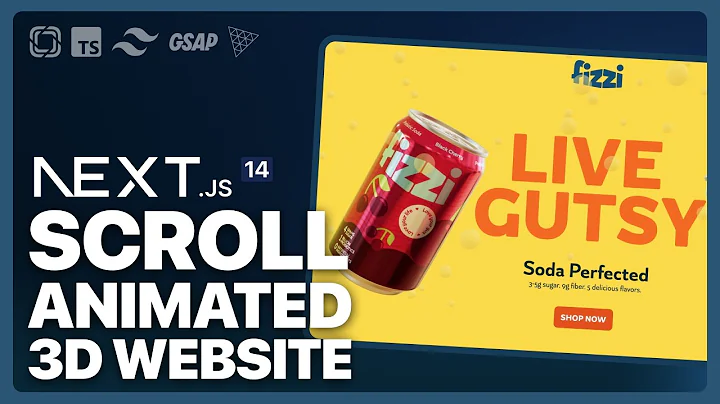 TS
GSAP
NEXT.JS 14
SCROLL
ANIMATED
3D WEBSITE
fizzi
LIVE
GUTSY
Soda Perfected
3-5g sugar. 9g fiber. 5 delicious flavors.
SHOP NOW
Black Cherry
fizzi